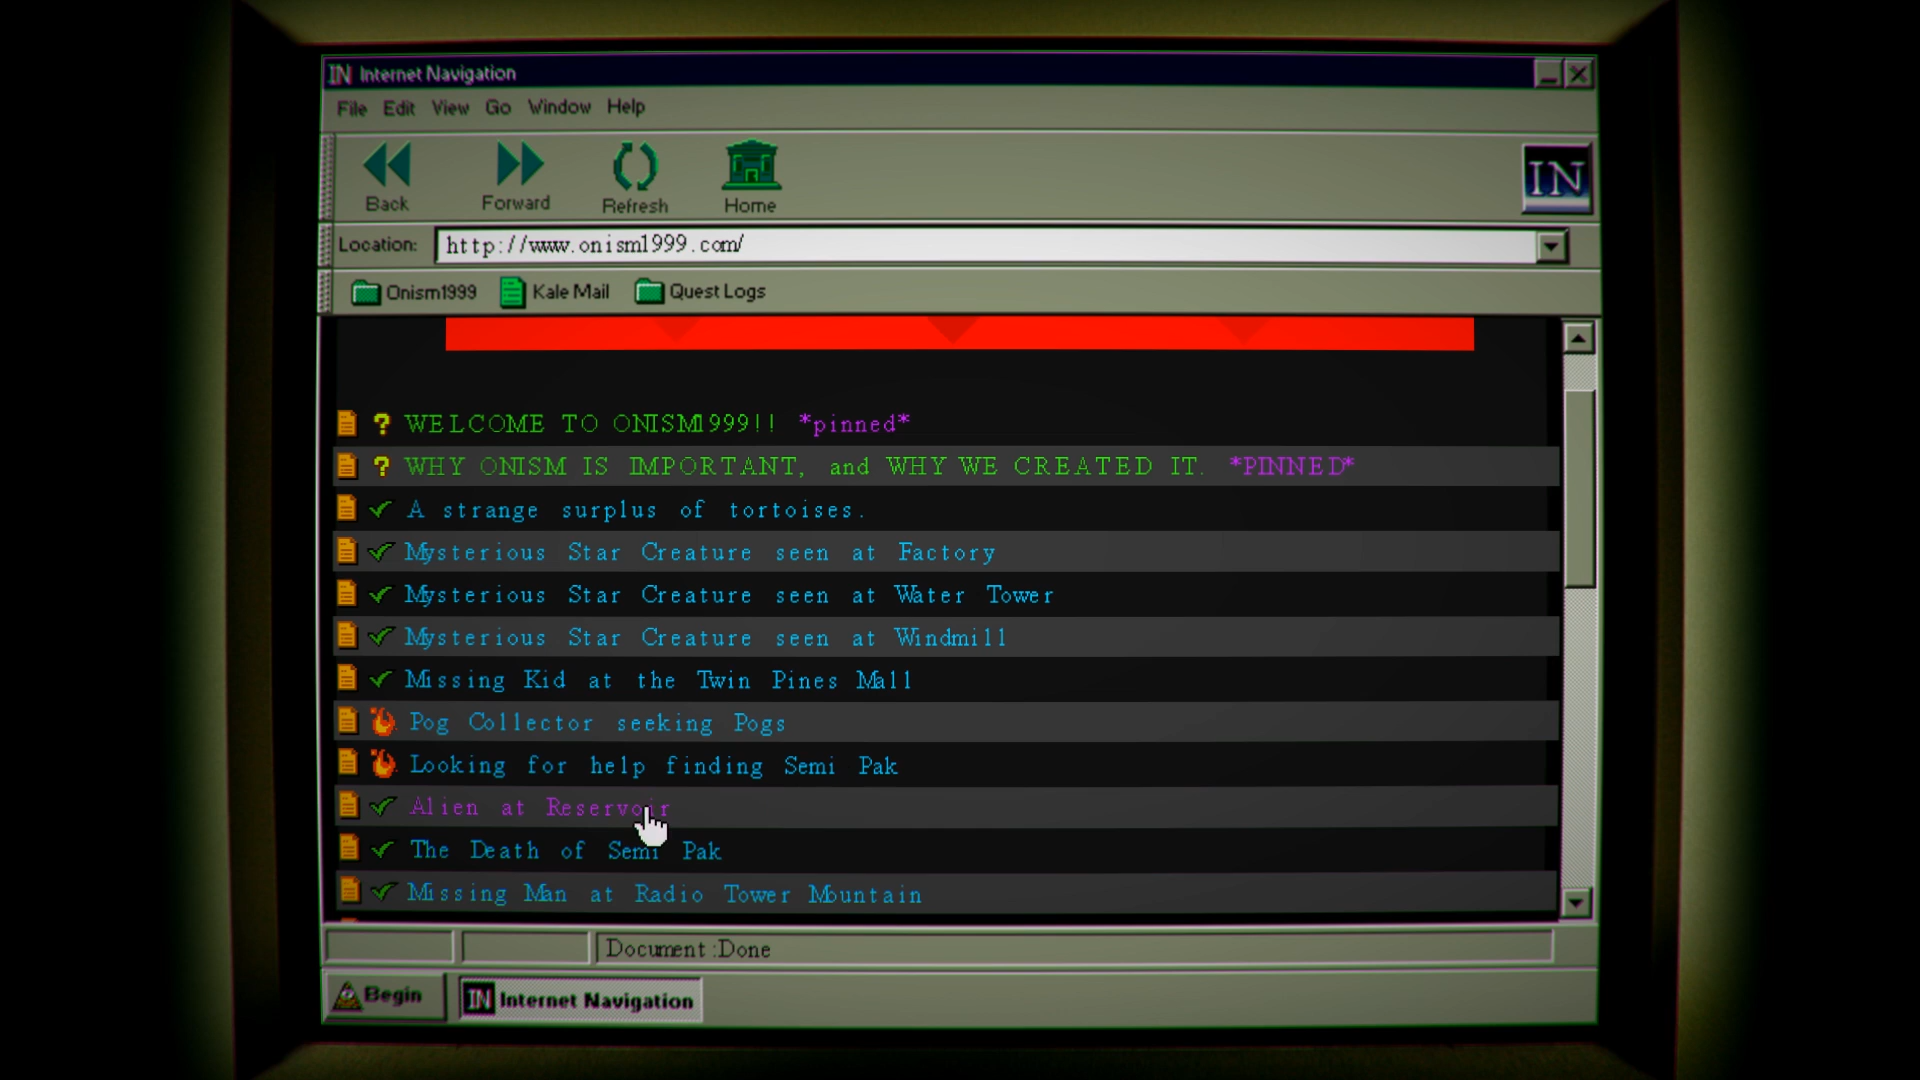 IN Internet Navigation
File Edit View Go Window Help
Back Forward Refresh Home IN
Location: http://www.onism1999.com/
Onism1999 Kale Mail Quest Logs
? WELCOME TO ONISM1999!! *pinned*
? WHY ONISM IS IMPORTANT, and WHY WE CREATED IT. *PINNED*
A strange surplus of tortoises.
Mysterious Star Creature seen at Factory
Mysterious Star Creature seen at Water Tower
Mysterious Star Creature seen at Windmill
Missing Kid at the Twin Pines Mall
Pog Collector seeking Pogs
Looking for help finding Semi Pak
Alien at Reservoir
The Death of Semi Pak
Missing Man at Radio Tower Mountain
Document :Done
Begin IN Internet Navigation